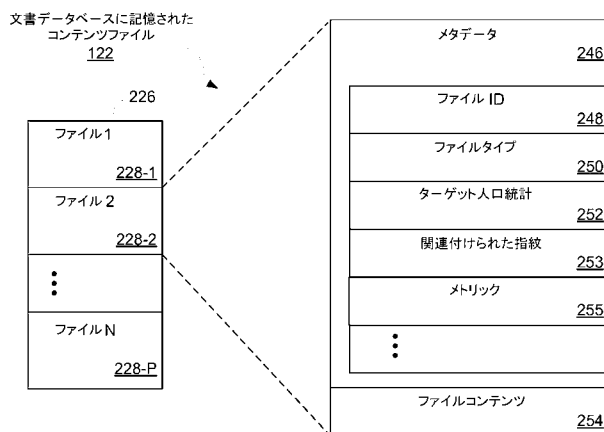 文書データベースに記憶された
コンテンツファイル
122
226
ファイル1
228-1
ファイル2
228-2
ファイルN
228-P
メタデータ
246
ファイルID
248
ファイルタイプ
250
ターゲット人口統計
252
関連付けられた指紋
253
メトリック
255
ファイルコンテンツ
254